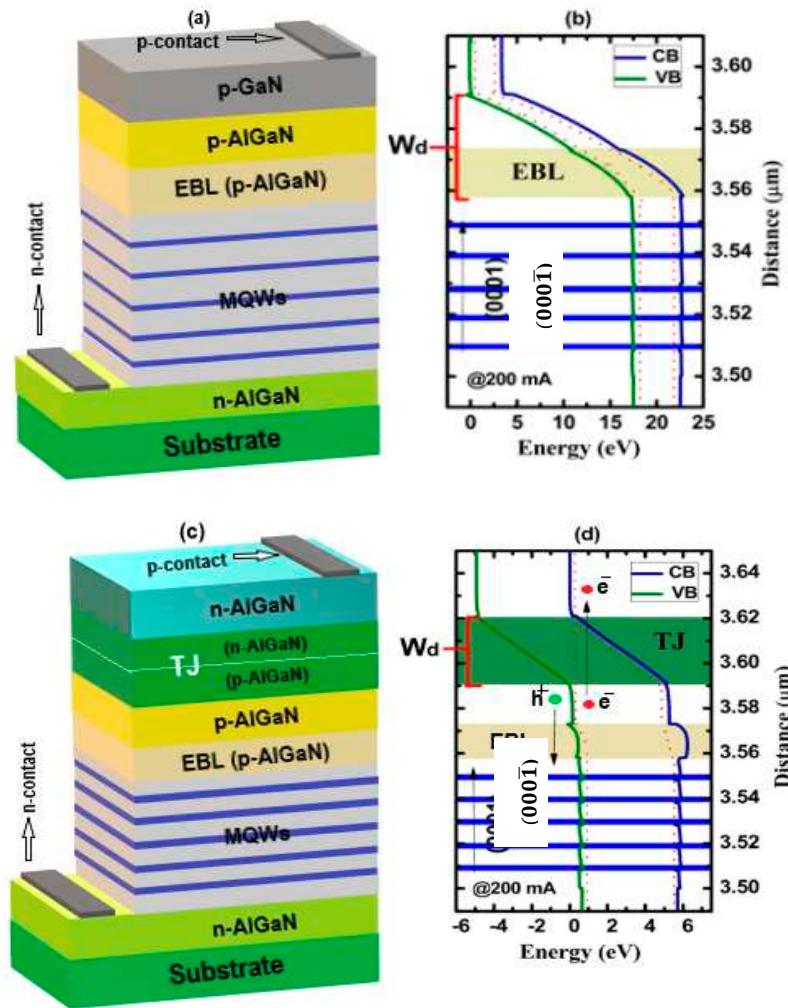 (a)
p-contact
p-GaN
p-AlGaN
EBL (p-AlGaN)
n-contact
MQWs
n-AlGaN
Substrate
(b)
CB
VB
Wd
EBL
(0001)
(0001̄)
@200 mA
3.60
3.58
3.56
3.54
3.52
3.50
Distance (µm)
0 5 10 15 20 25
Energy (eV)
(c)
p-contact
n-AlGaN
(n-AlGaN)
TJ
(p-AlGaN)
p-AlGaN
EBL (p-AlGaN)
n-contact
MQWs
n-AlGaN
Substrate
(d)
CB
VB
e⁻
Wd
TJ
h⁺
e⁻
(0001̄)
@200 mA
3.64
3.62
3.60
3.58
3.56
3.54
3.52
3.50
Distance (µm)
-6 -4 -2 0 2 4 6
Energy (eV)